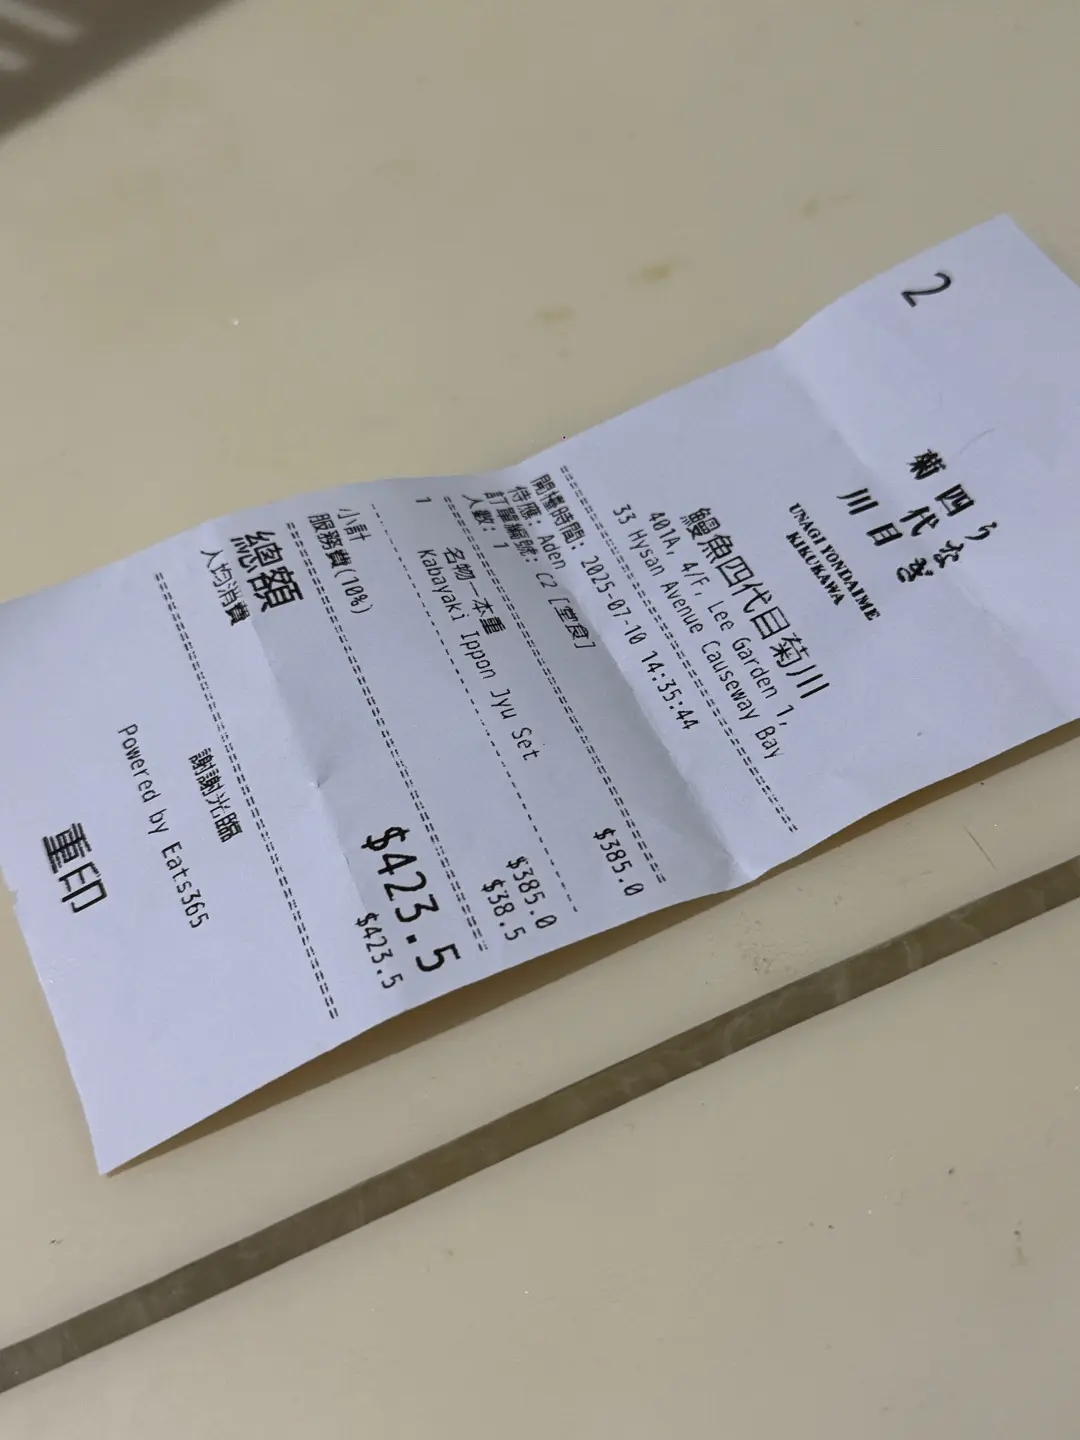 2
うなぎ
四代目
菊川
UNAGI YONDAIME
KIKUKAWA
鰻魚四代目菊川
401A, 4/F, Lee Garden 1,
33 Hysan Avenue Causeway Bay
開檯時間: 2025-07-10 14:35:44
待應: Aden
訂單編號: C2 [堂食]
人數: 1
1 名物一本重 $385.0
Kabayaki Ippon Jyu Set
小計 $385.0
服務費(10%) $38.5
總額 $423.5
人均消費 $423.5
謝謝光臨
Powered by Eats365
重印